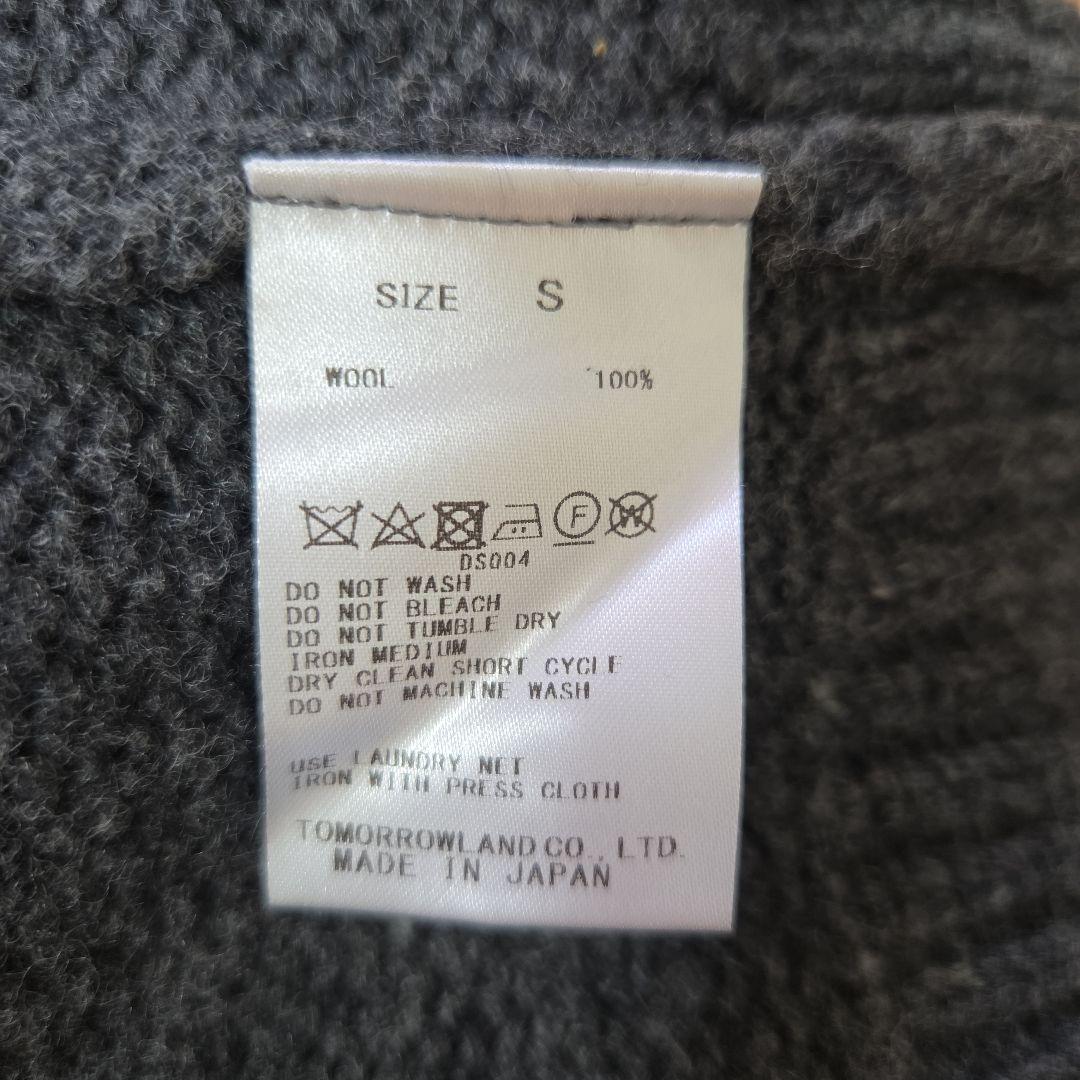 SIZE S
WOOL 100%
F W
DS004
DO NOT WASH
DO NOT BLEACH
DO NOT TUMBLE DRY
IRON MEDIUM
DRY CLEAN SHORT CYCLE
DO NOT MACHINE WASH
USE LAUNDRY NET
IRON WITH PRESS CLOTH
TOMORROWLAND CO., LTD.
MADE IN JAPAN